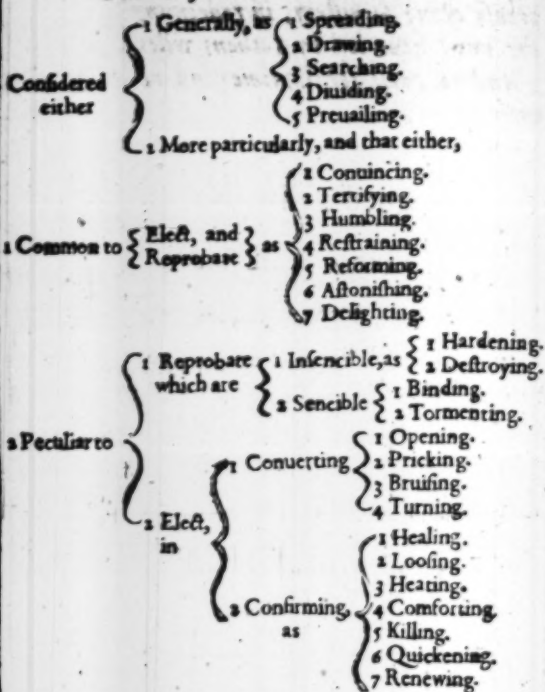 Conſidered either
1 Generally, as
1 Spreading.
2 Drawing.
3 Searching.
4 Diuiding.
5 Preuailing.
2 More particularly, and that either,
1 Common to
Elect, and
Reprobate
as
1 Conuincing.
2 Terrifying.
3 Humbling.
4 Reſtraining.
5 Reforming.
6 Aſtoniſhing.
7 Delighting.
2 Peculiar to
1 Reprobate
which are
1 Inſencible, as
1 Hardening.
2 Deſtroying.
2 Sencible
1 Binding.
2 Tormenting.
2 Elect,
in
1 Conuerting
1 Opening.
2 Pricking.
3 Bruiſing.
4 Turning.
2 Confirming,
as
1 Healing.
2 Looſing.
3 Heating.
4 Comforting
5 Killing.
6 Quickening.
7 Renewing.